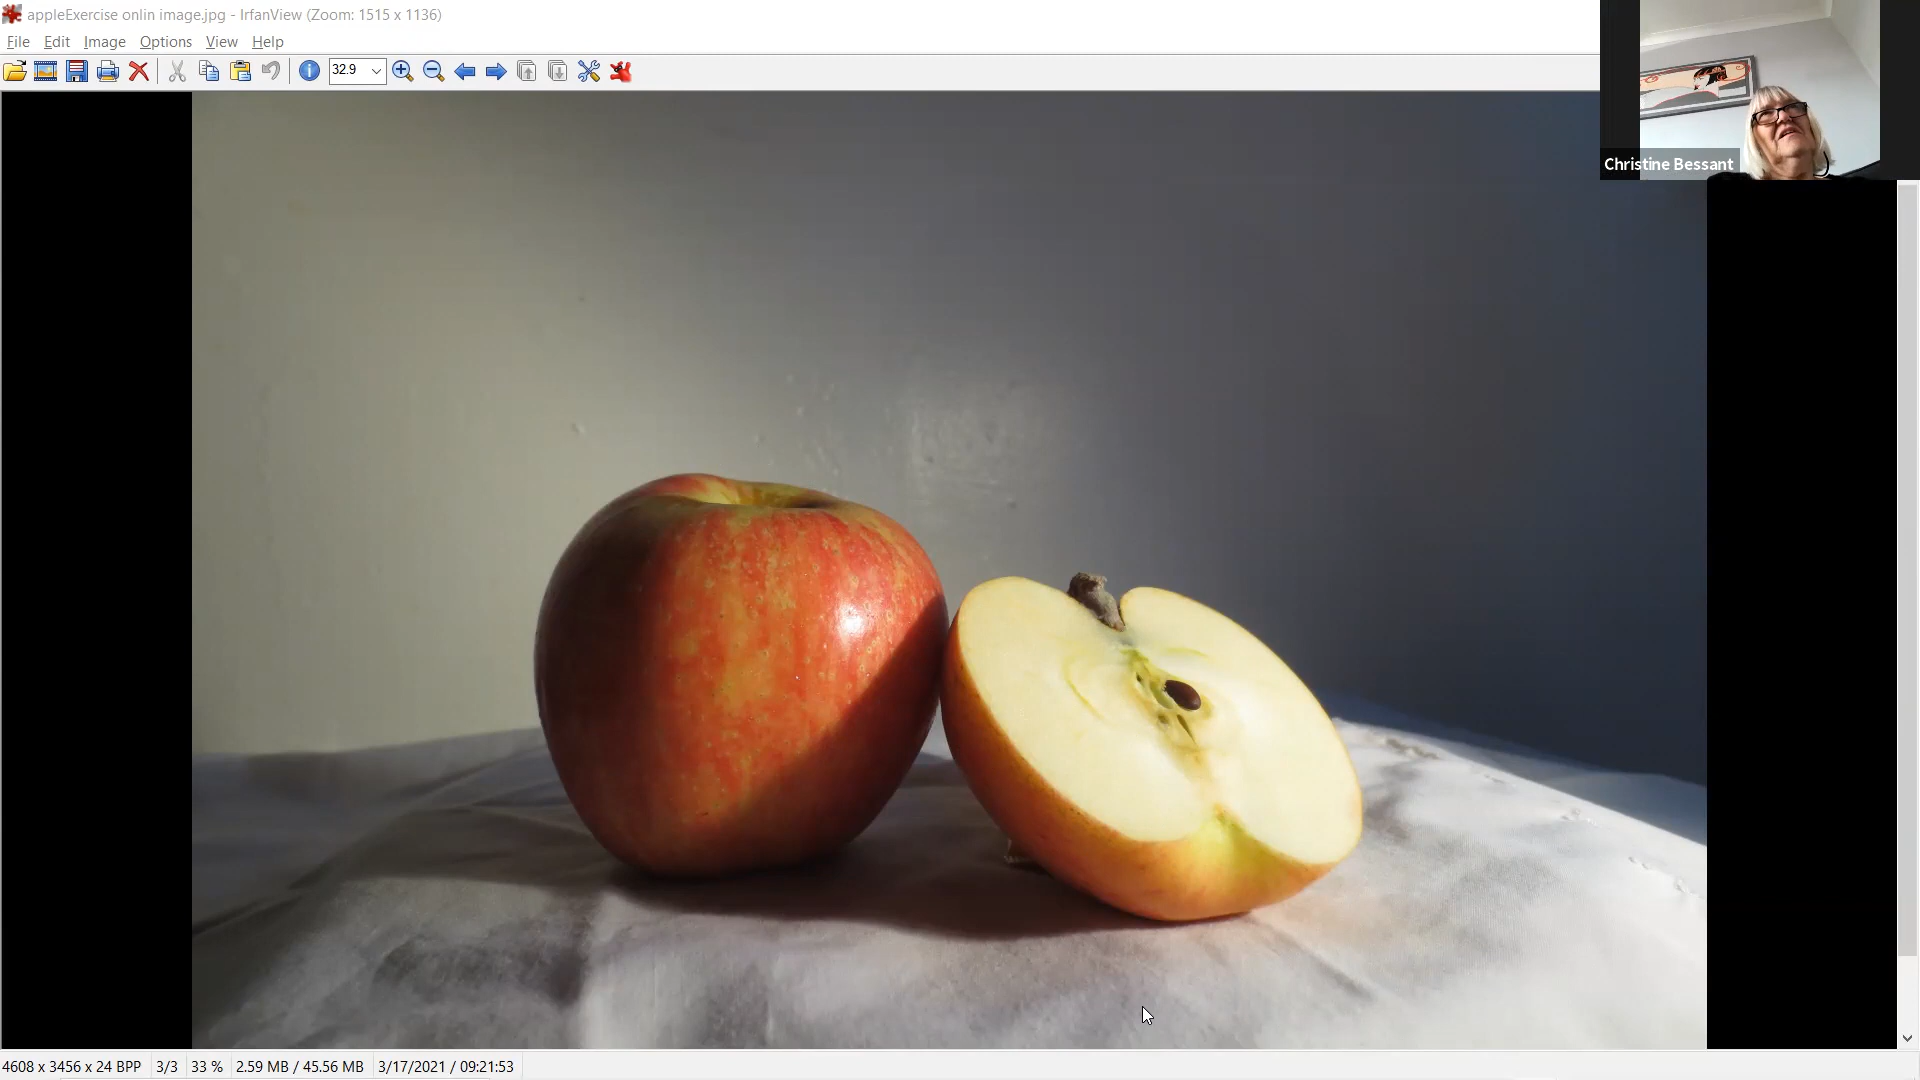 appleExercise onlin image.jpg - IrfanView (Zoom: 1515 x 1136)
File Edit Image Options View Help
32.9
Christine Bessant
4608 x 3456 x 24 BPP 3/3 33 % 2.59 MB / 45.56 MB 3/17/2021 / 09:21:53